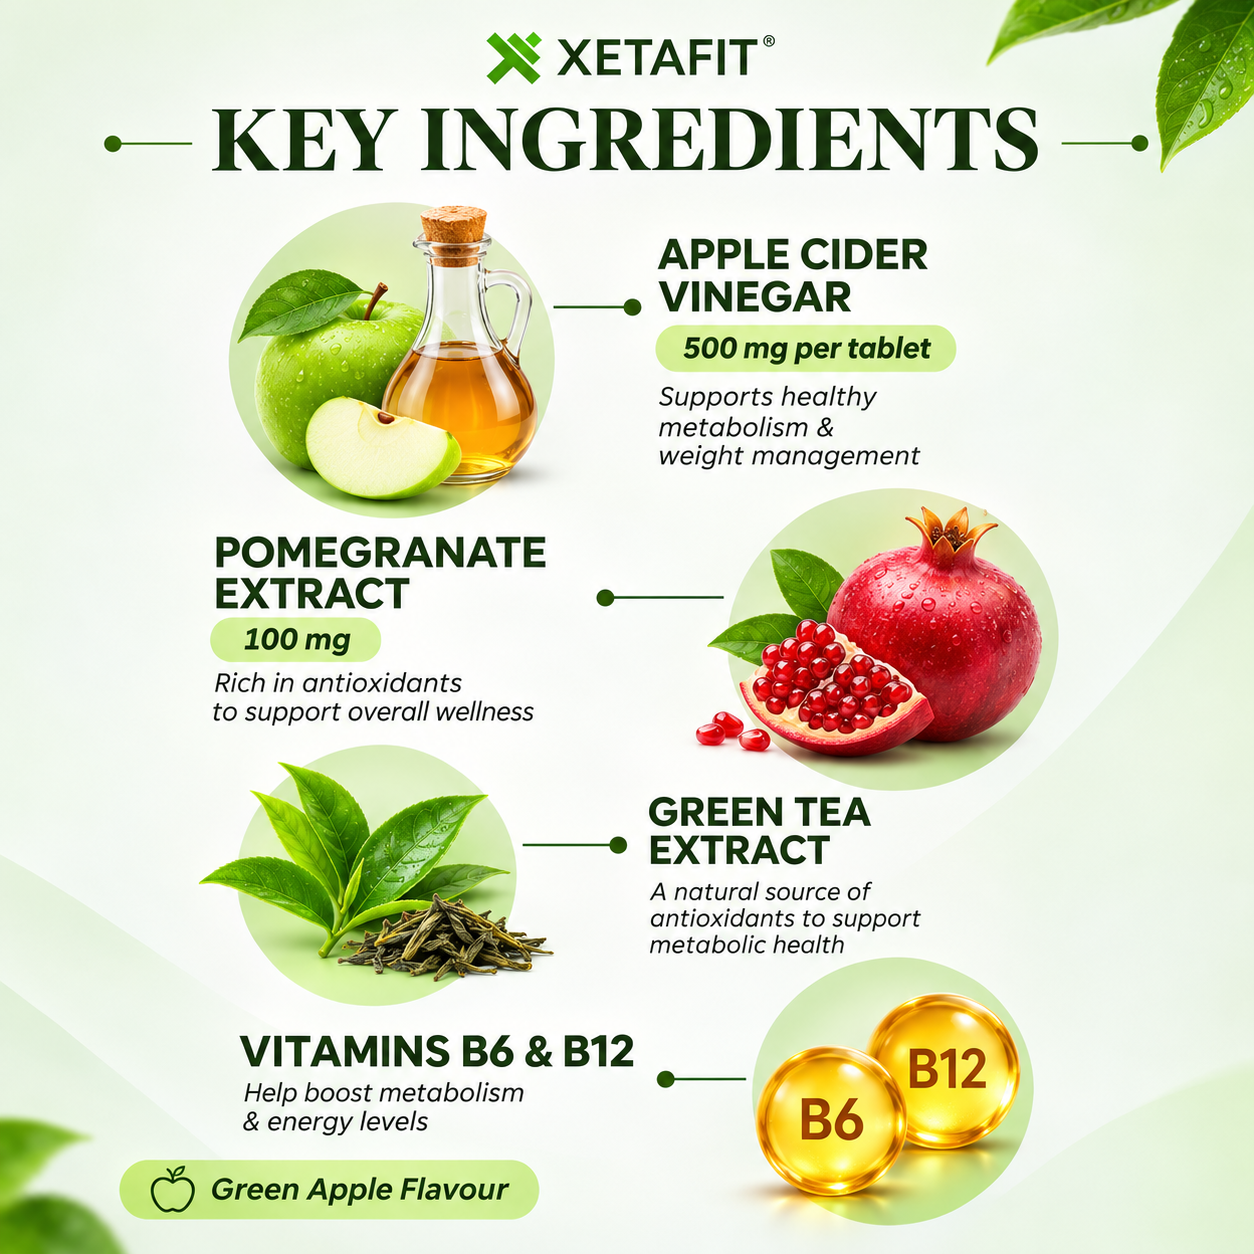 XETAFIT®
KEY INGREDIENTS
APPLE CIDER
VINEGAR
500 mg per tablet
Supports healthy
metabolism &
weight management
POMEGRANATE
EXTRACT
100 mg
Rich in antioxidants
to support overall wellness
GREEN TEA
EXTRACT
A natural source of
antioxidants to support
metabolic health
VITAMINS B6 & B12
Help boost metabolism
& energy levels
B12
B6
Green Apple Flavour